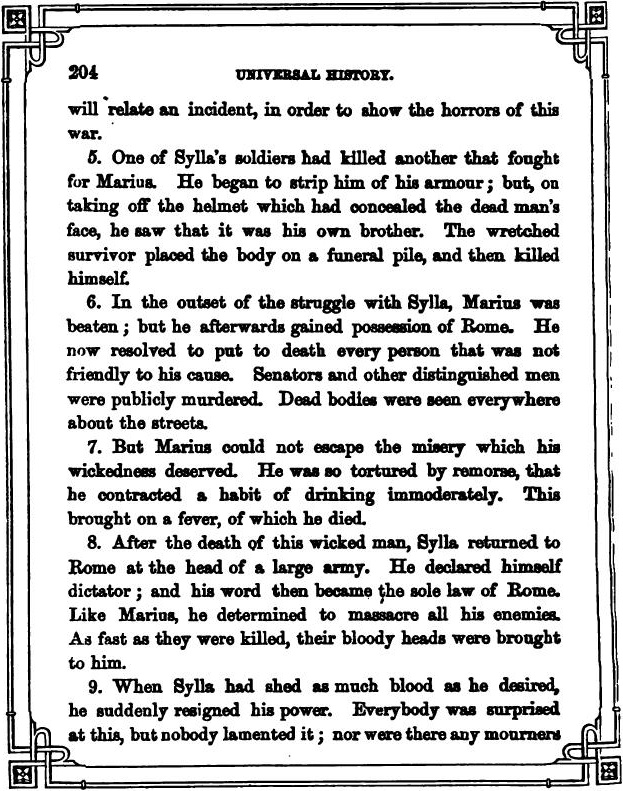 204 UNIVERSAL HISTORY.
will relate an incident, in order to show the horrors of this
war.
5. One of Sylla's soldiers had killed another that fought
for Marius. He began to strip him of his armour; but, on
taking off the helmet which had concealed the dead man's
face, he saw that it was his own brother. The wretched
survivor placed the body on a funeral pile, and then killed
himself.
6. In the outset of the struggle with Sylla, Marius was
beaten; but he afterwards gained possession of Rome. He
now resolved to put to death every person that was not
friendly to his cause. Senators and other distinguished men
were publicly murdered. Dead bodies were seen everywhere
about the streets.
7. But Marius could not escape the misery which his
wickedness deserved. He was so tortured by remorse, that
he contracted a habit of drinking immoderately. This
brought on a fever, of which he died.
8. After the death of this wicked man, Sylla returned to
Rome at the head of a large army. He declared himself
dictator; and his word then became the sole law of Rome.
Like Marius, he determined to massacre all his enemies.
As fast as they were killed, their bloody heads were brought
to him.
9. When Sylla had shed as much blood as he desired,
he suddenly resigned his power. Everybody was surprised
at this, but nobody lamented it; nor were there any mourners